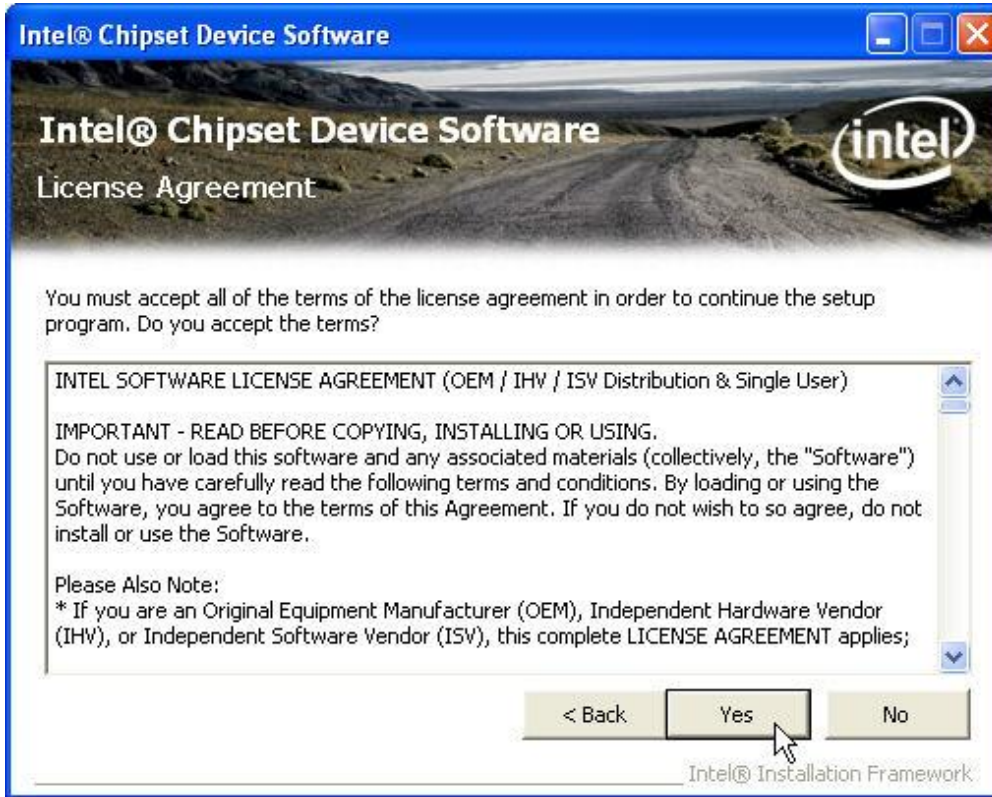 Intel® Chipset Device Software
Intel® Chipset Device Software
intel
License Agreement
You must accept all of the terms of the license agreement in order to continue the setup
program. Do you accept the terms?
INTEL SOFTWARE LICENSE AGREEMENT (OEM / IHV / ISV Distribution & Single User)
IMPORTANT - READ BEFORE COPYING, INSTALLING OR USING.
Do not use or load this software and any associated materials (collectively, the "Software")
until you have carefully read the following terms and conditions. By loading or using the
Software, you agree to the terms of this Agreement. If you do not wish to so agree, do not
install or use the Software.
Please Also Note:
* If you are an Original Equipment Manufacturer (OEM), Independent Hardware Vendor
(IHV), or Independent Software Vendor (ISV), this complete LICENSE AGREEMENT applies;
< Back Yes No
Intel® Installation Framework